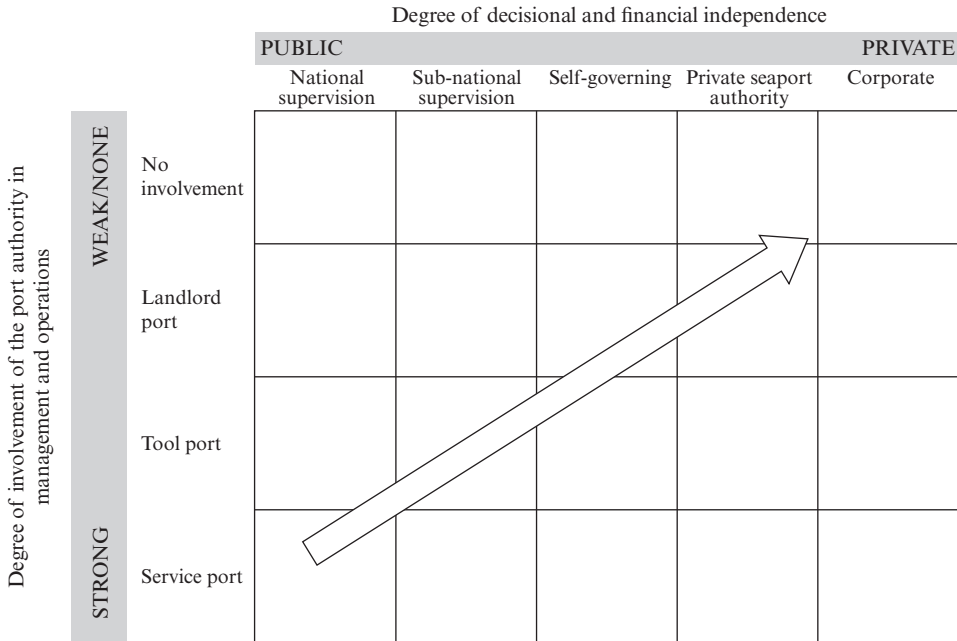 Degree of decisional and financial independence
PUBLIC PRIVATE
National Sub-national Self-governing Private seaport Corporate
supervision supervision authority
Degree of involvement of the port authority in
management and operations
WEAK/NONE
STRONG
No
involvement
Landlord
port
Tool port
Service port